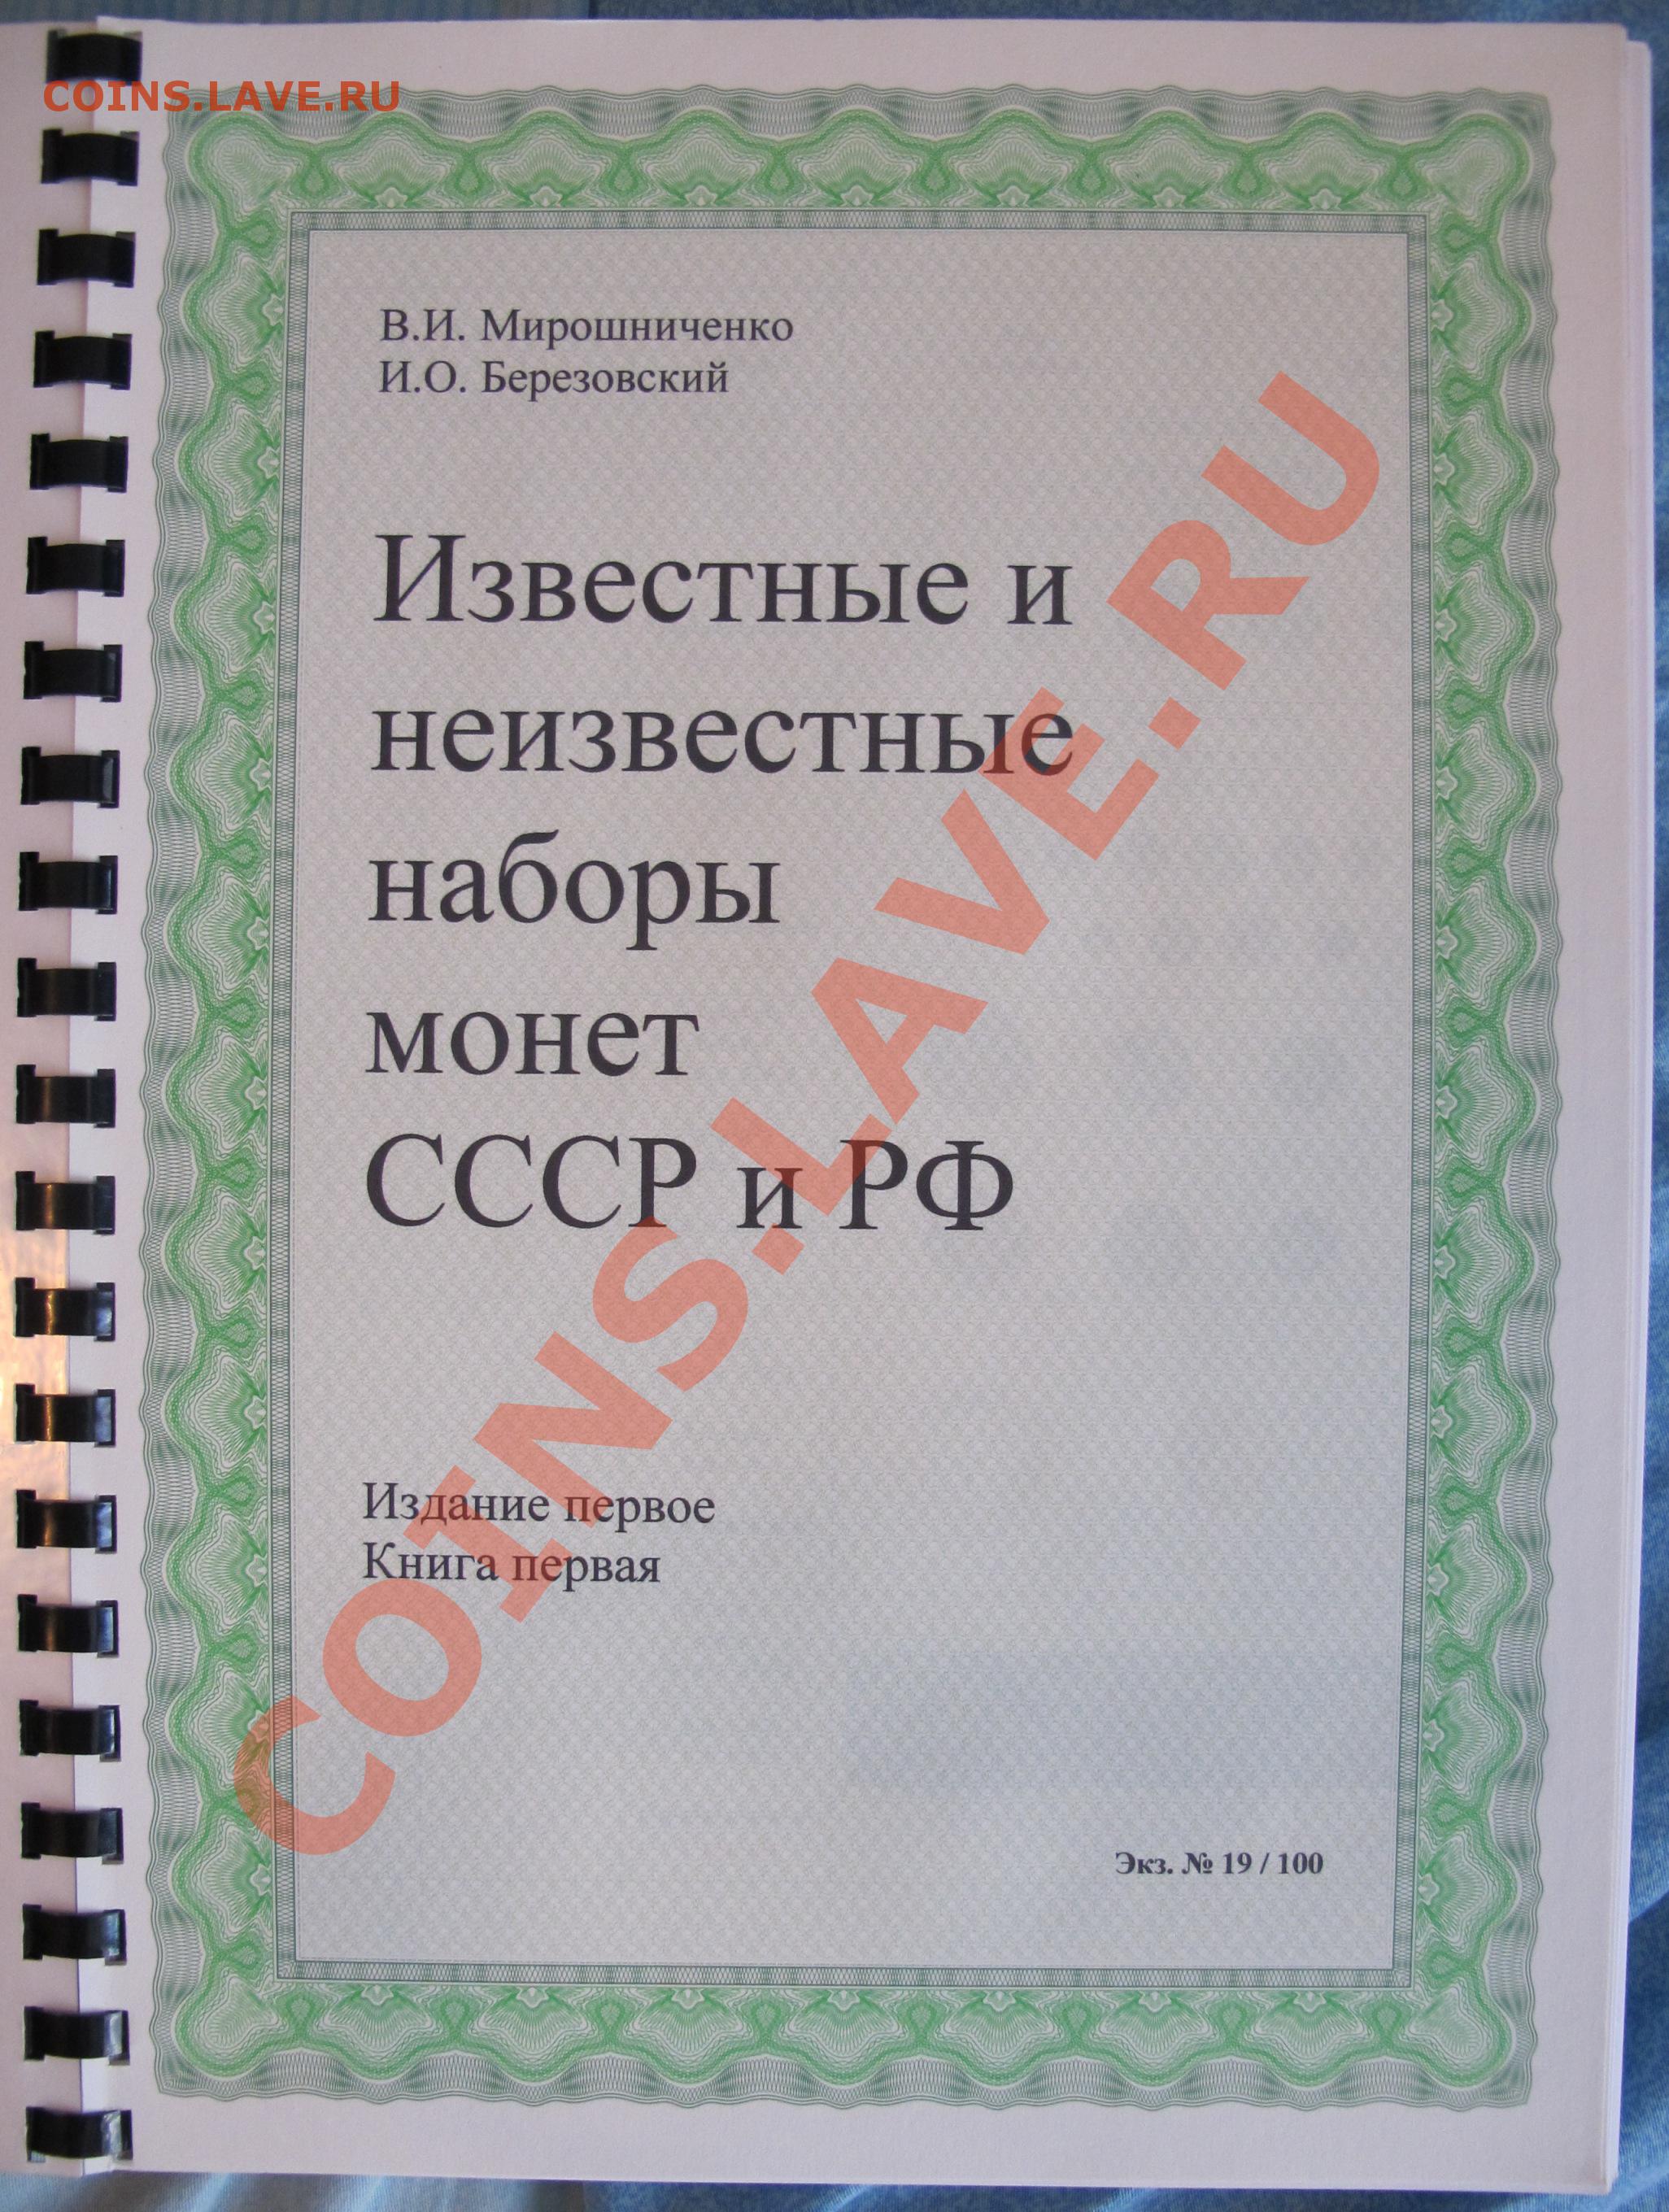 COINS.LAVE.RU
В.И. Мирошниченко
И.О. Березовский
Известные и
неизвестные
наборы
монет
СССР и РФ
COINS.LAVE.RU
Издание первое
Книга первая
Экз. № 19 / 100